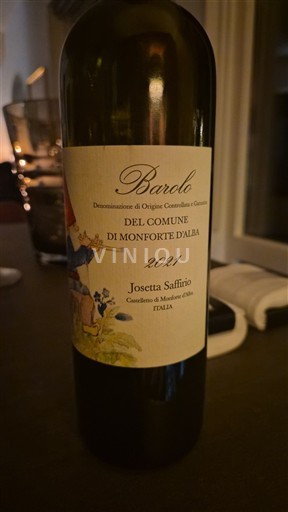 Barolo
Denominazione di Origine Controllata e Garantita
DEL COMUNE
DI MONFORTE D'ALBA
VINIOU
2021
Josetta Saffirio
Castelletto di Monforte d'Alba
ITALIA